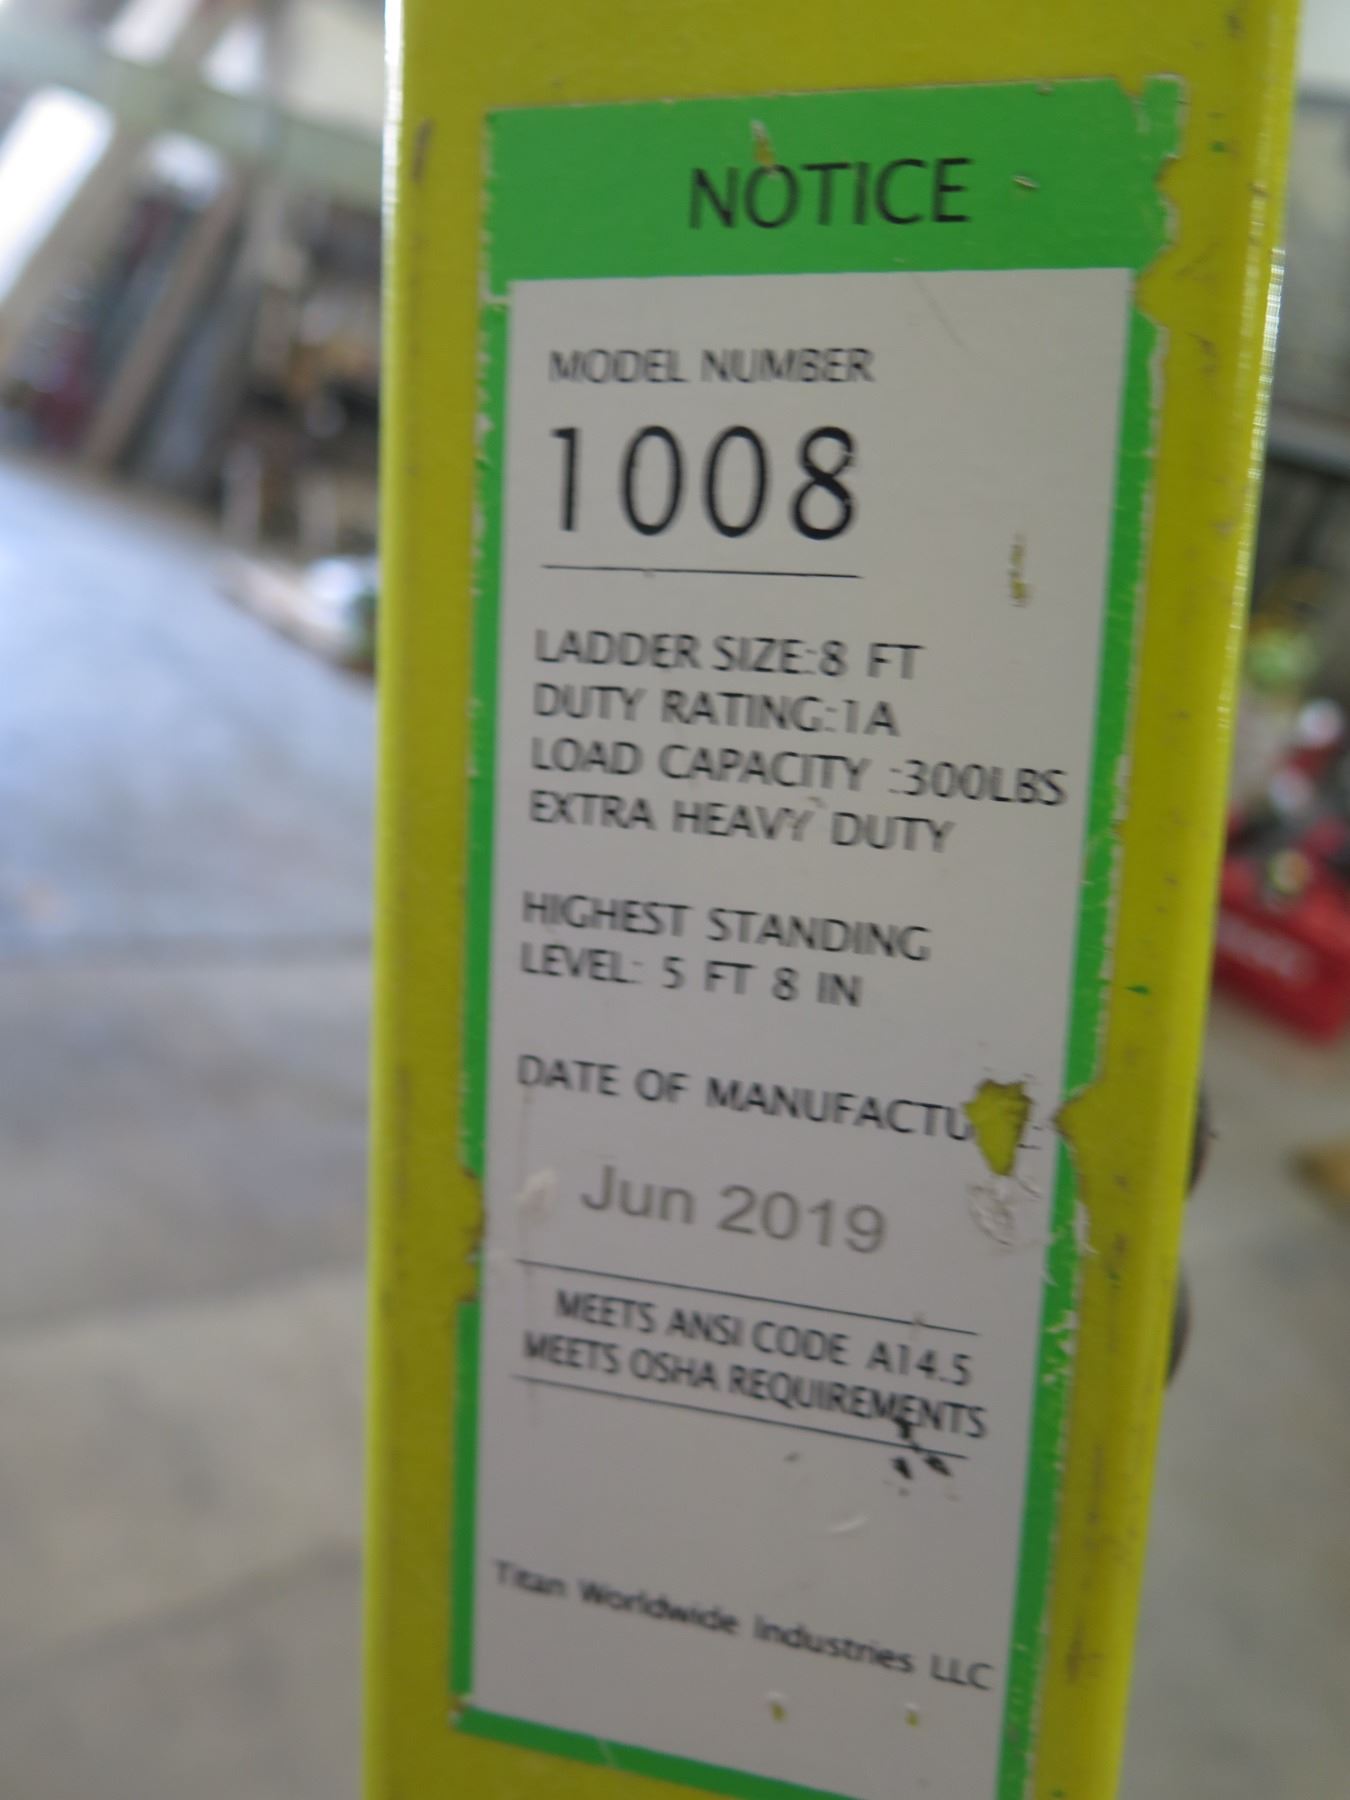 NOTICE
MODEL NUMBER
1008
LADDER SIZE:8 FT
DUTY RATING:1A
LOAD CAPACITY :300LBS
EXTRA HEAVY DUTY
HIGHEST STANDING
LEVEL: 5 FT 8 IN
DATE OF MANUFACTU
Jun 2019
MEETS ANSI CODE A14.5
MEETS OSHA REQUIREMENTS
Titan Worldwide Industries LLC